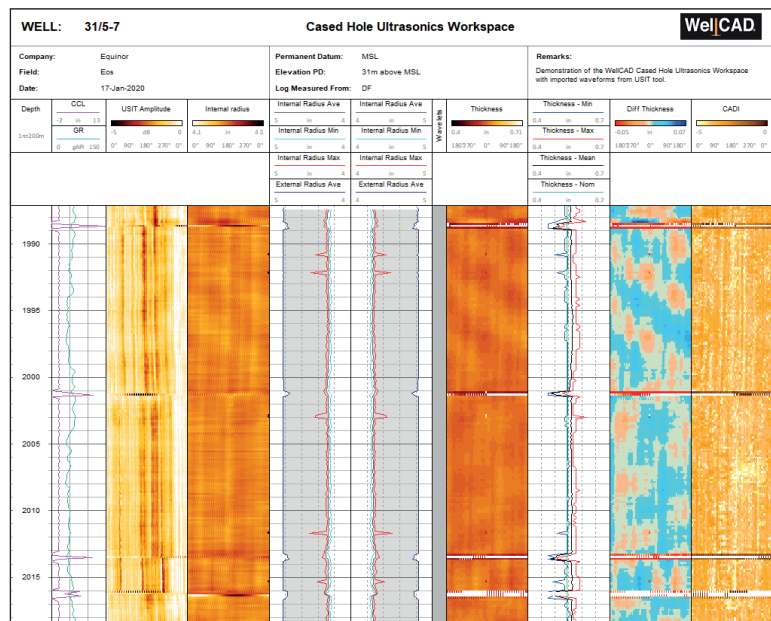 WELL: 31/5-7 Cased Hole Ultrasonics Workspace WellCAD
Company: Equinor Permanent Datum: MSL Remarks:
Field: Eos Elevation PD: 31m above MSL Demonstration of the WellCAD Cased Hole Ultrasonics Workspace
Date: 17-Jan-2020 Log Measured From: DF with imported waveforms from USIT tool.
Depth CCL USIT Amplitude Internal radius Internal Radius Ave Internal Radius Ave Wavelets Thickness Thickness - Min Diff Thickness CADI
-2 in 13 5 in 4 4 in 5 0.4 in 0.7
1m:200m GR -5 dB 0 4.1 in 4.3 Internal Radius Min Internal Radius Min 0.4 in 0.71 Thickness - Max -0.05 in 0.07 -5 0
0 gAPI 150 0° 90° 180° 270° 0° 0° 90° 180° 270° 0° 5 in 4 4 in 5 180°270° 0° 90° 180° 0.4 in 0.7 0° 90° 180° 270° 0° 0° 90° 180° 270° 0°
Internal Radius Max Internal Radius Max Thickness - Mean
5 in 4 4 in 5 0.4 in 0.7
External Radius Ave External Radius Ave Thickness - Nom
5 in 4 4 in 5 0.4 in 0.7
1990
1995
2000
2005
2010
2015